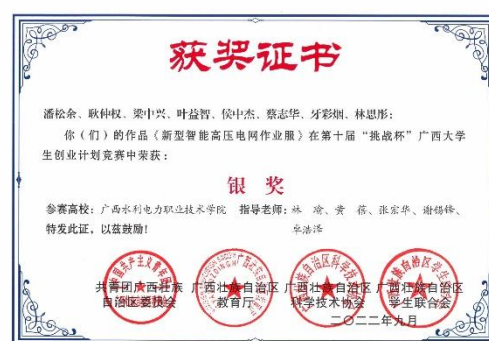 获奖证书
潘松余、耿仲权、梁中兴、叶益智、侯中杰、蔡志华、牙彩烟、林思彤：
你（们）的作品《新型智能高压电网作业服》在第十届“挑战杯”广西大学
生创业计划竞赛中荣获：
银 奖
参赛高校：广西水利电力职业技术学院 指导老师：林 瑜、黄 蓓、张宏华、谢锡锋、
卓浩泽
特发此证，以兹鼓励！
共青团广西壮族 广西壮族自治区 广西壮族自治区 广西壮族自治区
自治区委员会 教育厅 科学技术协会 学生联合会
二〇二二年九月